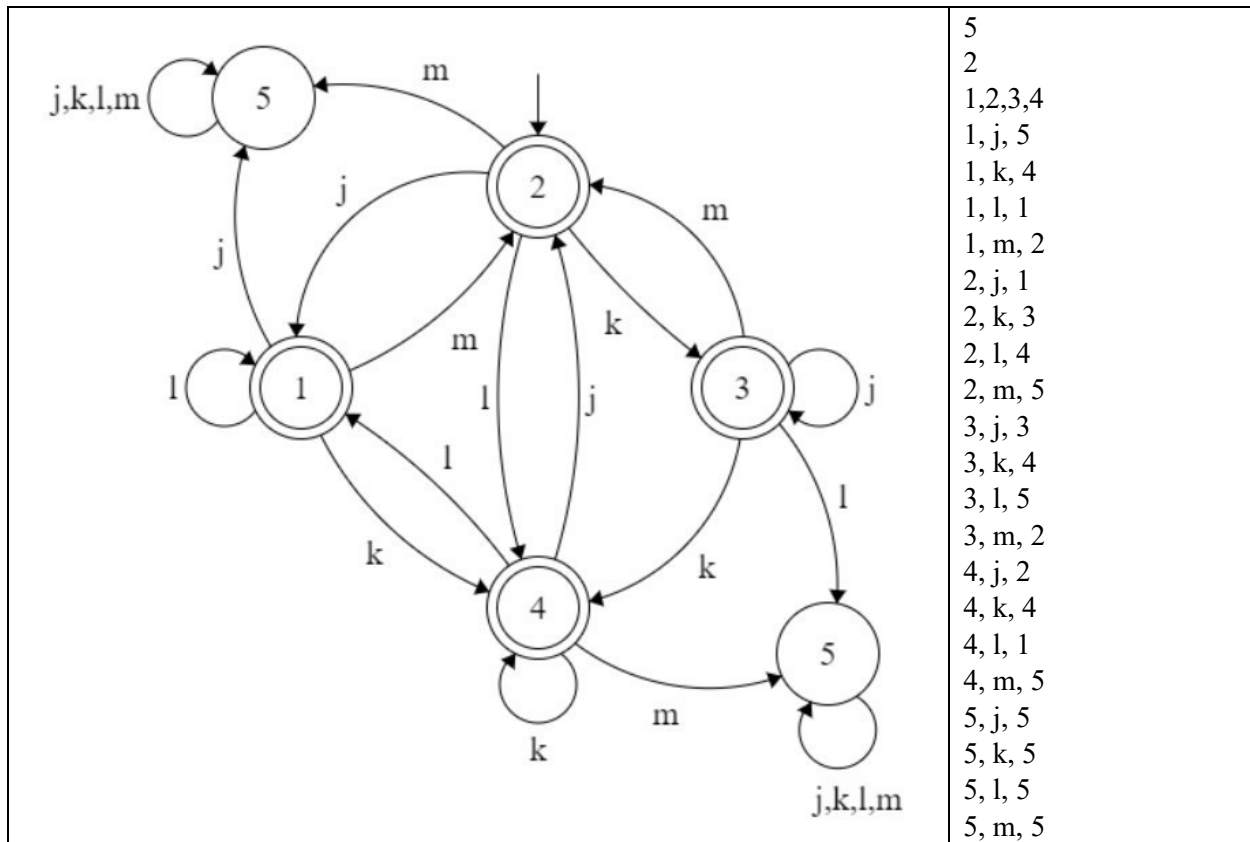 m
j,k,l,m
5
2
j
m
j
m
k
l
1
l
j
3
j
l
k
k
l
4
5
m
k
j,k,l,m
5
2
1,2,3,4
1, j, 5
1, k, 4
1, l, 1
1, m, 2
2, j, 1
2, k, 3
2, l, 4
2, m, 5
3, j, 3
3, k, 4
3, l, 5
3, m, 2
4, j, 2
4, k, 4
4, l, 1
4, m, 5
5, j, 5
5, k, 5
5, l, 5
5, m, 5